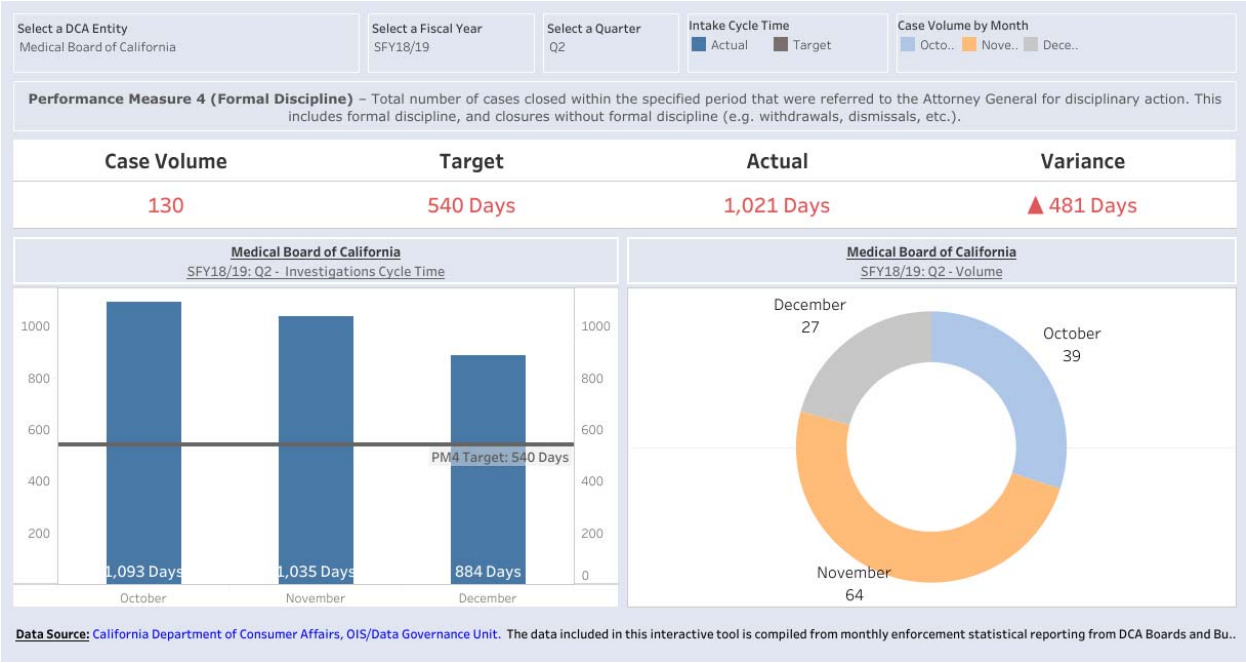 Select a DCA Entity
Medical Board of California
Select a Fiscal Year
SFY18/19
Select a Quarter
Q2
Intake Cycle Time
Actual Target
Case Volume by Month
Octo.. Nove.. Dece..
Performance Measure 4 (Formal Discipline) – Total number of cases closed within the specified period that were referred to the Attorney General for disciplinary action. This
includes formal discipline, and closures without formal discipline (e.g. withdrawals, dismissals, etc.).
Case Volume Target Actual Variance
130 540 Days 1,021 Days ▲ 481 Days
Medical Board of California
SFY18/19: Q2 - Investigations Cycle Time
1000 1000
800 800
600 600
PM4 Target: 540 Days
400 400
200 200
1,093 Days 1,035 Days 884 Days 0
October November December
Medical Board of California
SFY18/19: Q2 - Volume
December
27
October
39
November
64
Data Source: California Department of Consumer Affairs, OIS/Data Governance Unit. The data included in this interactive tool is compiled from monthly enforcement statistical reporting from DCA Boards and Bu..